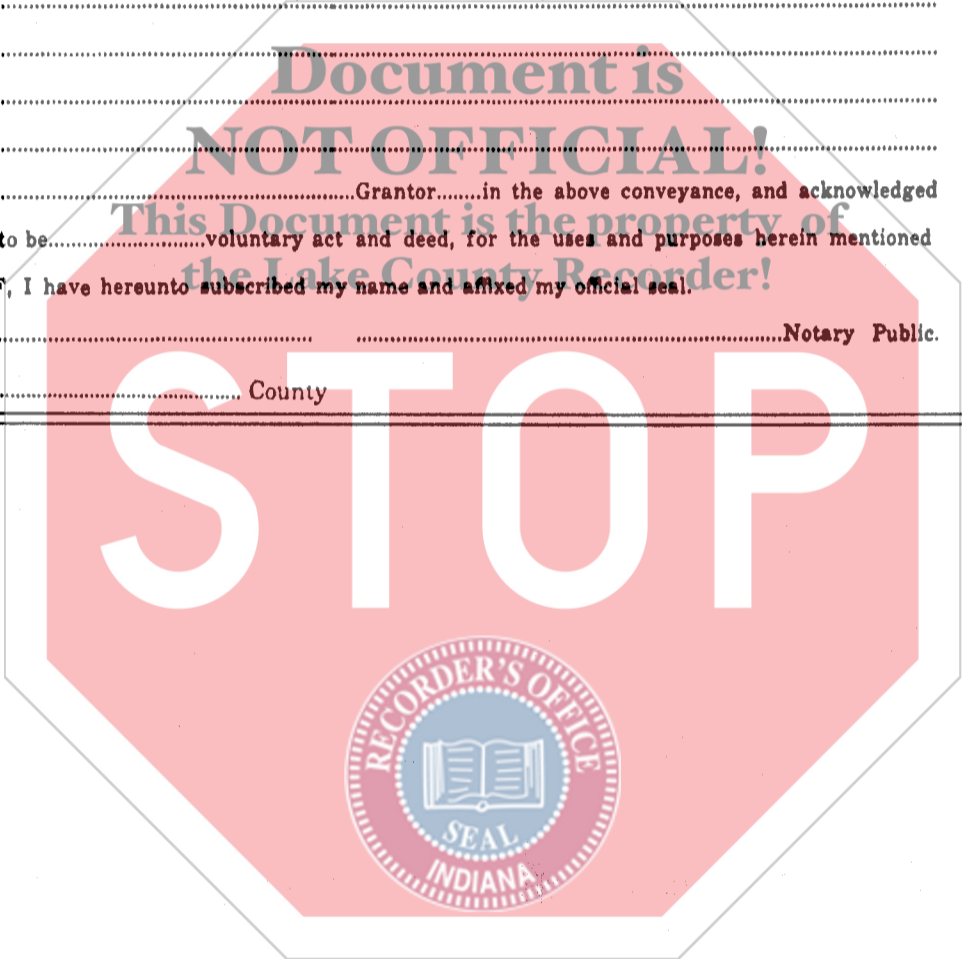 Document is
NOT OFFICIAL!
....Grantor.......in the above conveyance, and acknowledged
This Document is the property of
to be..........................voluntary act and deed, for the uses and purposes herein mentioned
the Lake County Recorder!
F, I have hereunto subscribed my name and affixed my official seal.
....Notary Public.
.... County
STOP
RECORDER'S OFFICE
SEAL
INDIANA